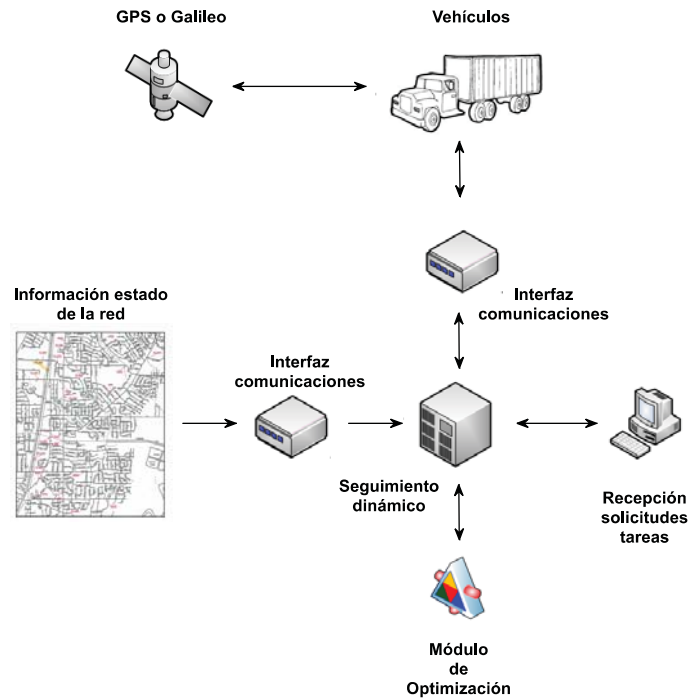 GPS o Galileo
Vehículos
Información estado
de la red
Interfaz
comunicaciones
Interfaz
comunicaciones
Seguimiento
dinámico
Recepción
solicitudes
tareas
Módulo
de
Optimización